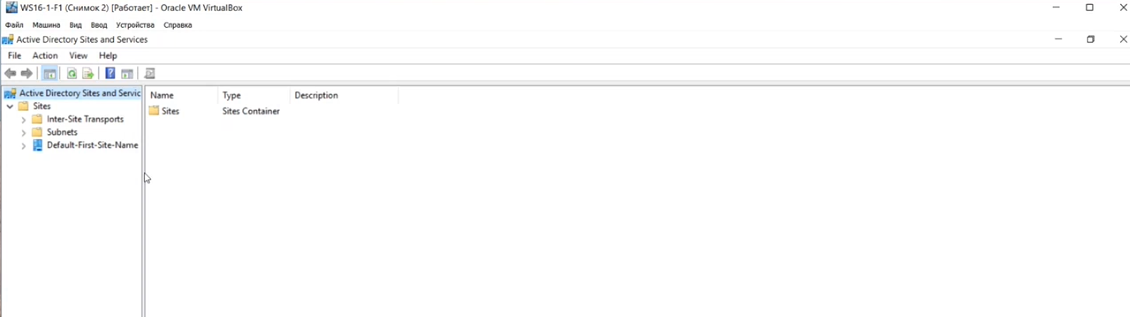 WS16-1-F1 (Снимок 2) [Работает] - Oracle VM VirtualBox
Файл Машина Вид Ввод Устройства Справка
Active Directory Sites and Services
File Action View Help
Active Directory Sites and Servic Name Type Description
Sites Sites Sites Container
Inter-Site Transports
Subnets
Default-First-Site-Name